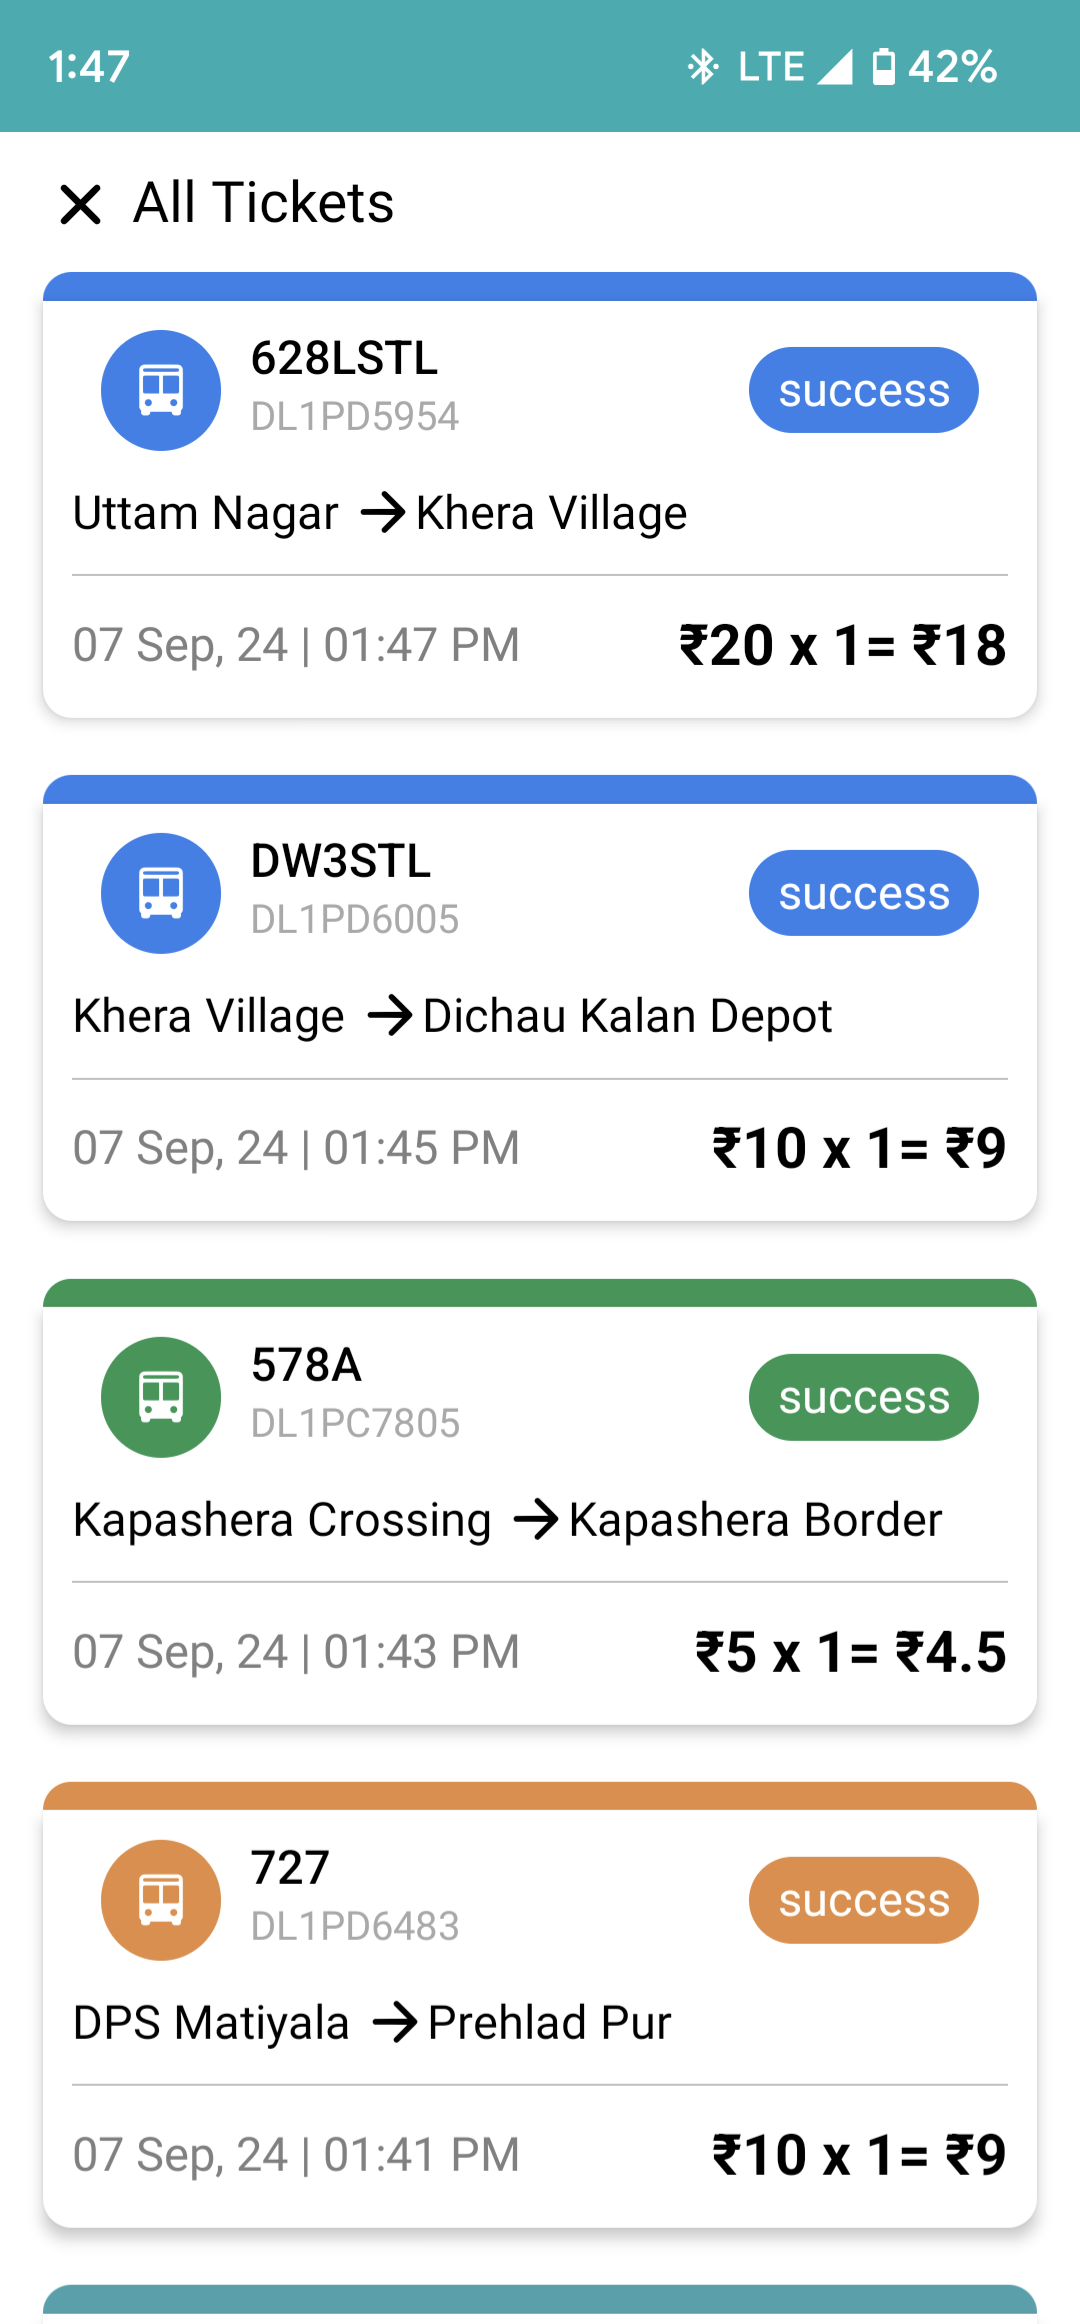 1:47 LTE 42%
All Tickets
628LSTL
DL1PD5954
success
Uttam Nagar → Khera Village
07 Sep, 24 | 01:47 PM ₹20 x 1= ₹18
DW3STL
DL1PD6005
success
Khera Village → Dichau Kalan Depot
07 Sep, 24 | 01:45 PM ₹10 x 1= ₹9
578A
DL1PC7805
success
Kapashera Crossing → Kapashera Border
07 Sep, 24 | 01:43 PM ₹5 x 1= ₹4.5
727
DL1PD6483
success
DPS Matiyala → Prehlad Pur
07 Sep, 24 | 01:41 PM ₹10 x 1= ₹9